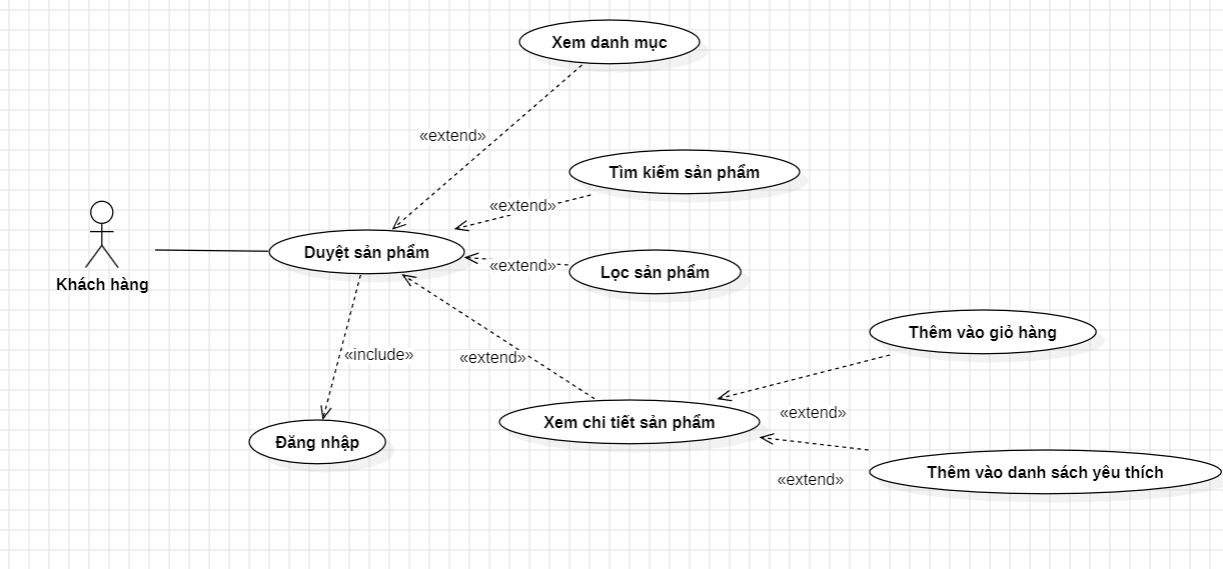 Xem danh mục
«extend»
Tìm kiếm sản phẩm
«extend»
Duyệt sản phẩm
«extend»
Lọc sản phẩm
Khách hàng
Thêm vào giỏ hàng
«include»
«extend»
«extend»
Xem chi tiết sản phẩm
Đăng nhập
Thêm vào danh sách yêu thích
«extend»